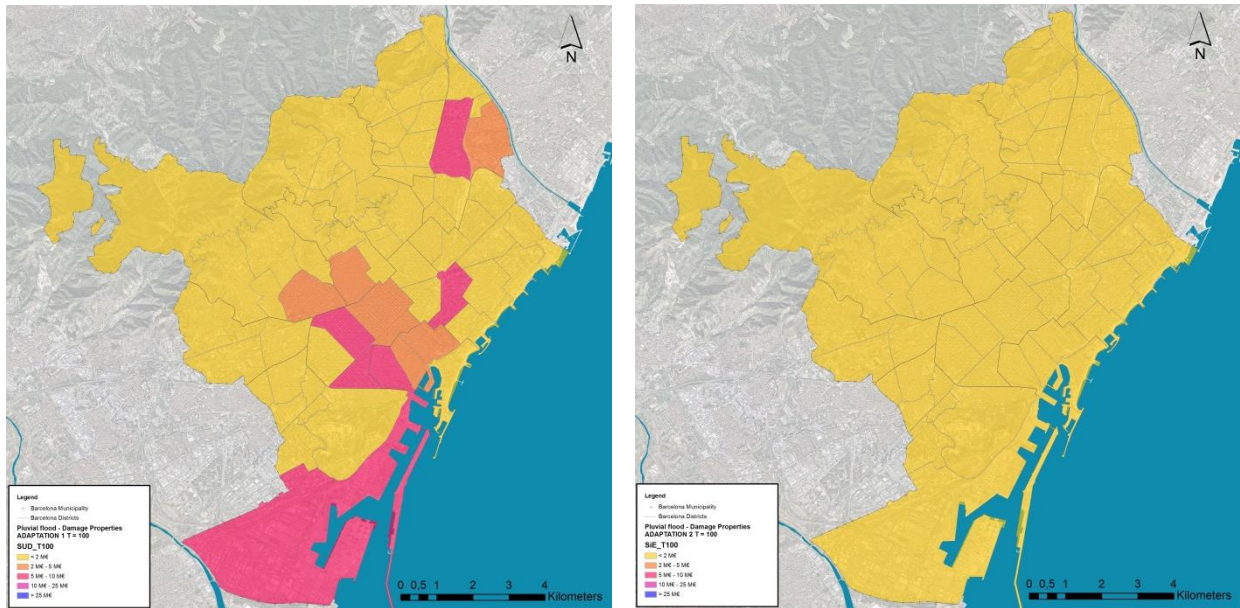 N
Legend
Barcelona Municipality
Barcelona Districts
Pluvial flood - Damage Properties
ADAPTATION 1 T = 100
SUD_T100
< 2 M€
2 M€ - 5 M€
5 M€ - 10 M€
10 M€ - 25 M€
> 25 M€
0 0,5 1 2 3 4
Kilometers
N
Legend
Barcelona Municipality
Barcelona Districts
Pluvial flood - Damage Properties
ADAPTATION 2 T = 100
SiE_T100
< 2 M€
2 M€ - 5 M€
5 M€ - 10 M€
10 M€ - 25 M€
> 25 M€
0 0,5 1 2 3 4
Kilometers